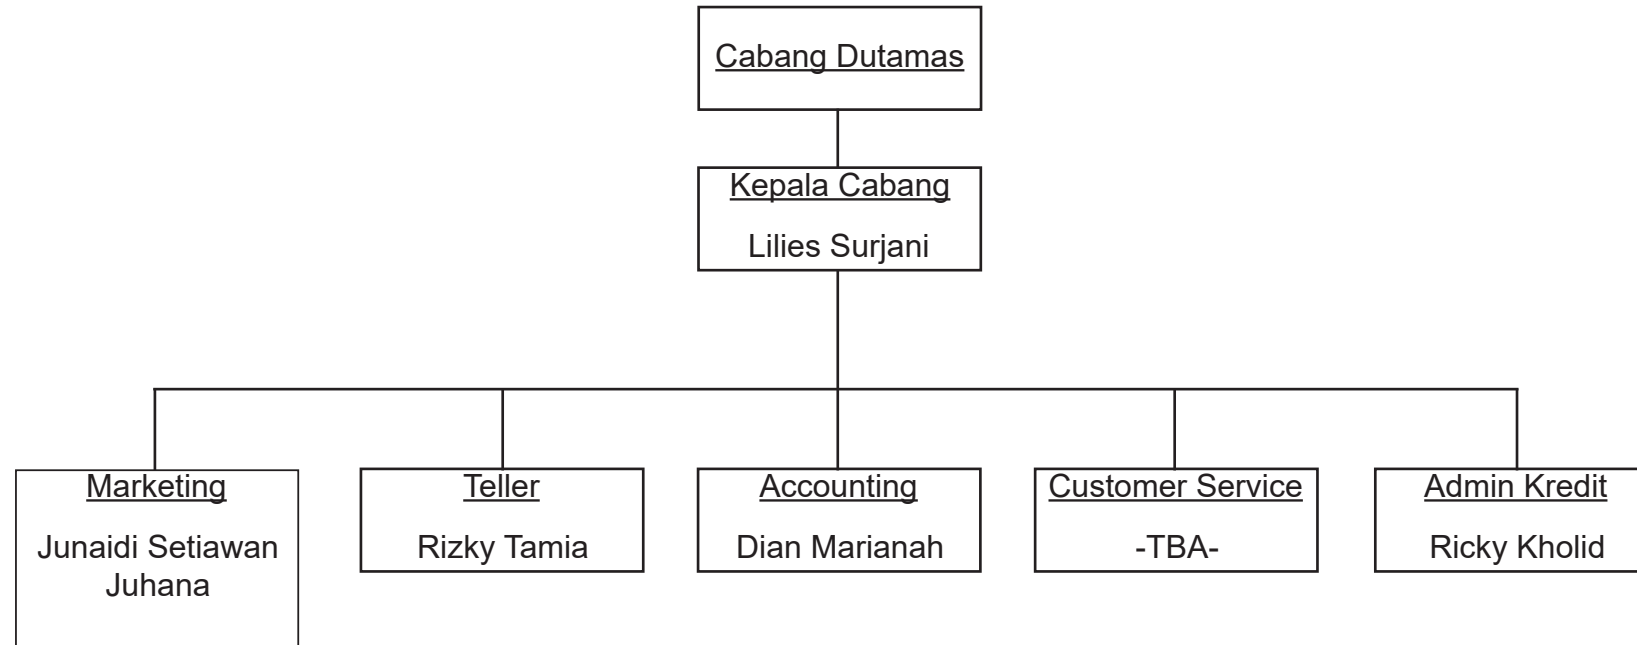 Cabang Dutamas
Kepala Cabang
Lilies Surjani
Marketing
Junaidi Setiawan
Juhana
Teller
Rizky Tamia
Accounting
Dian Marianah
Customer Service
-TBA-
Admin Kredit
Ricky Kholid